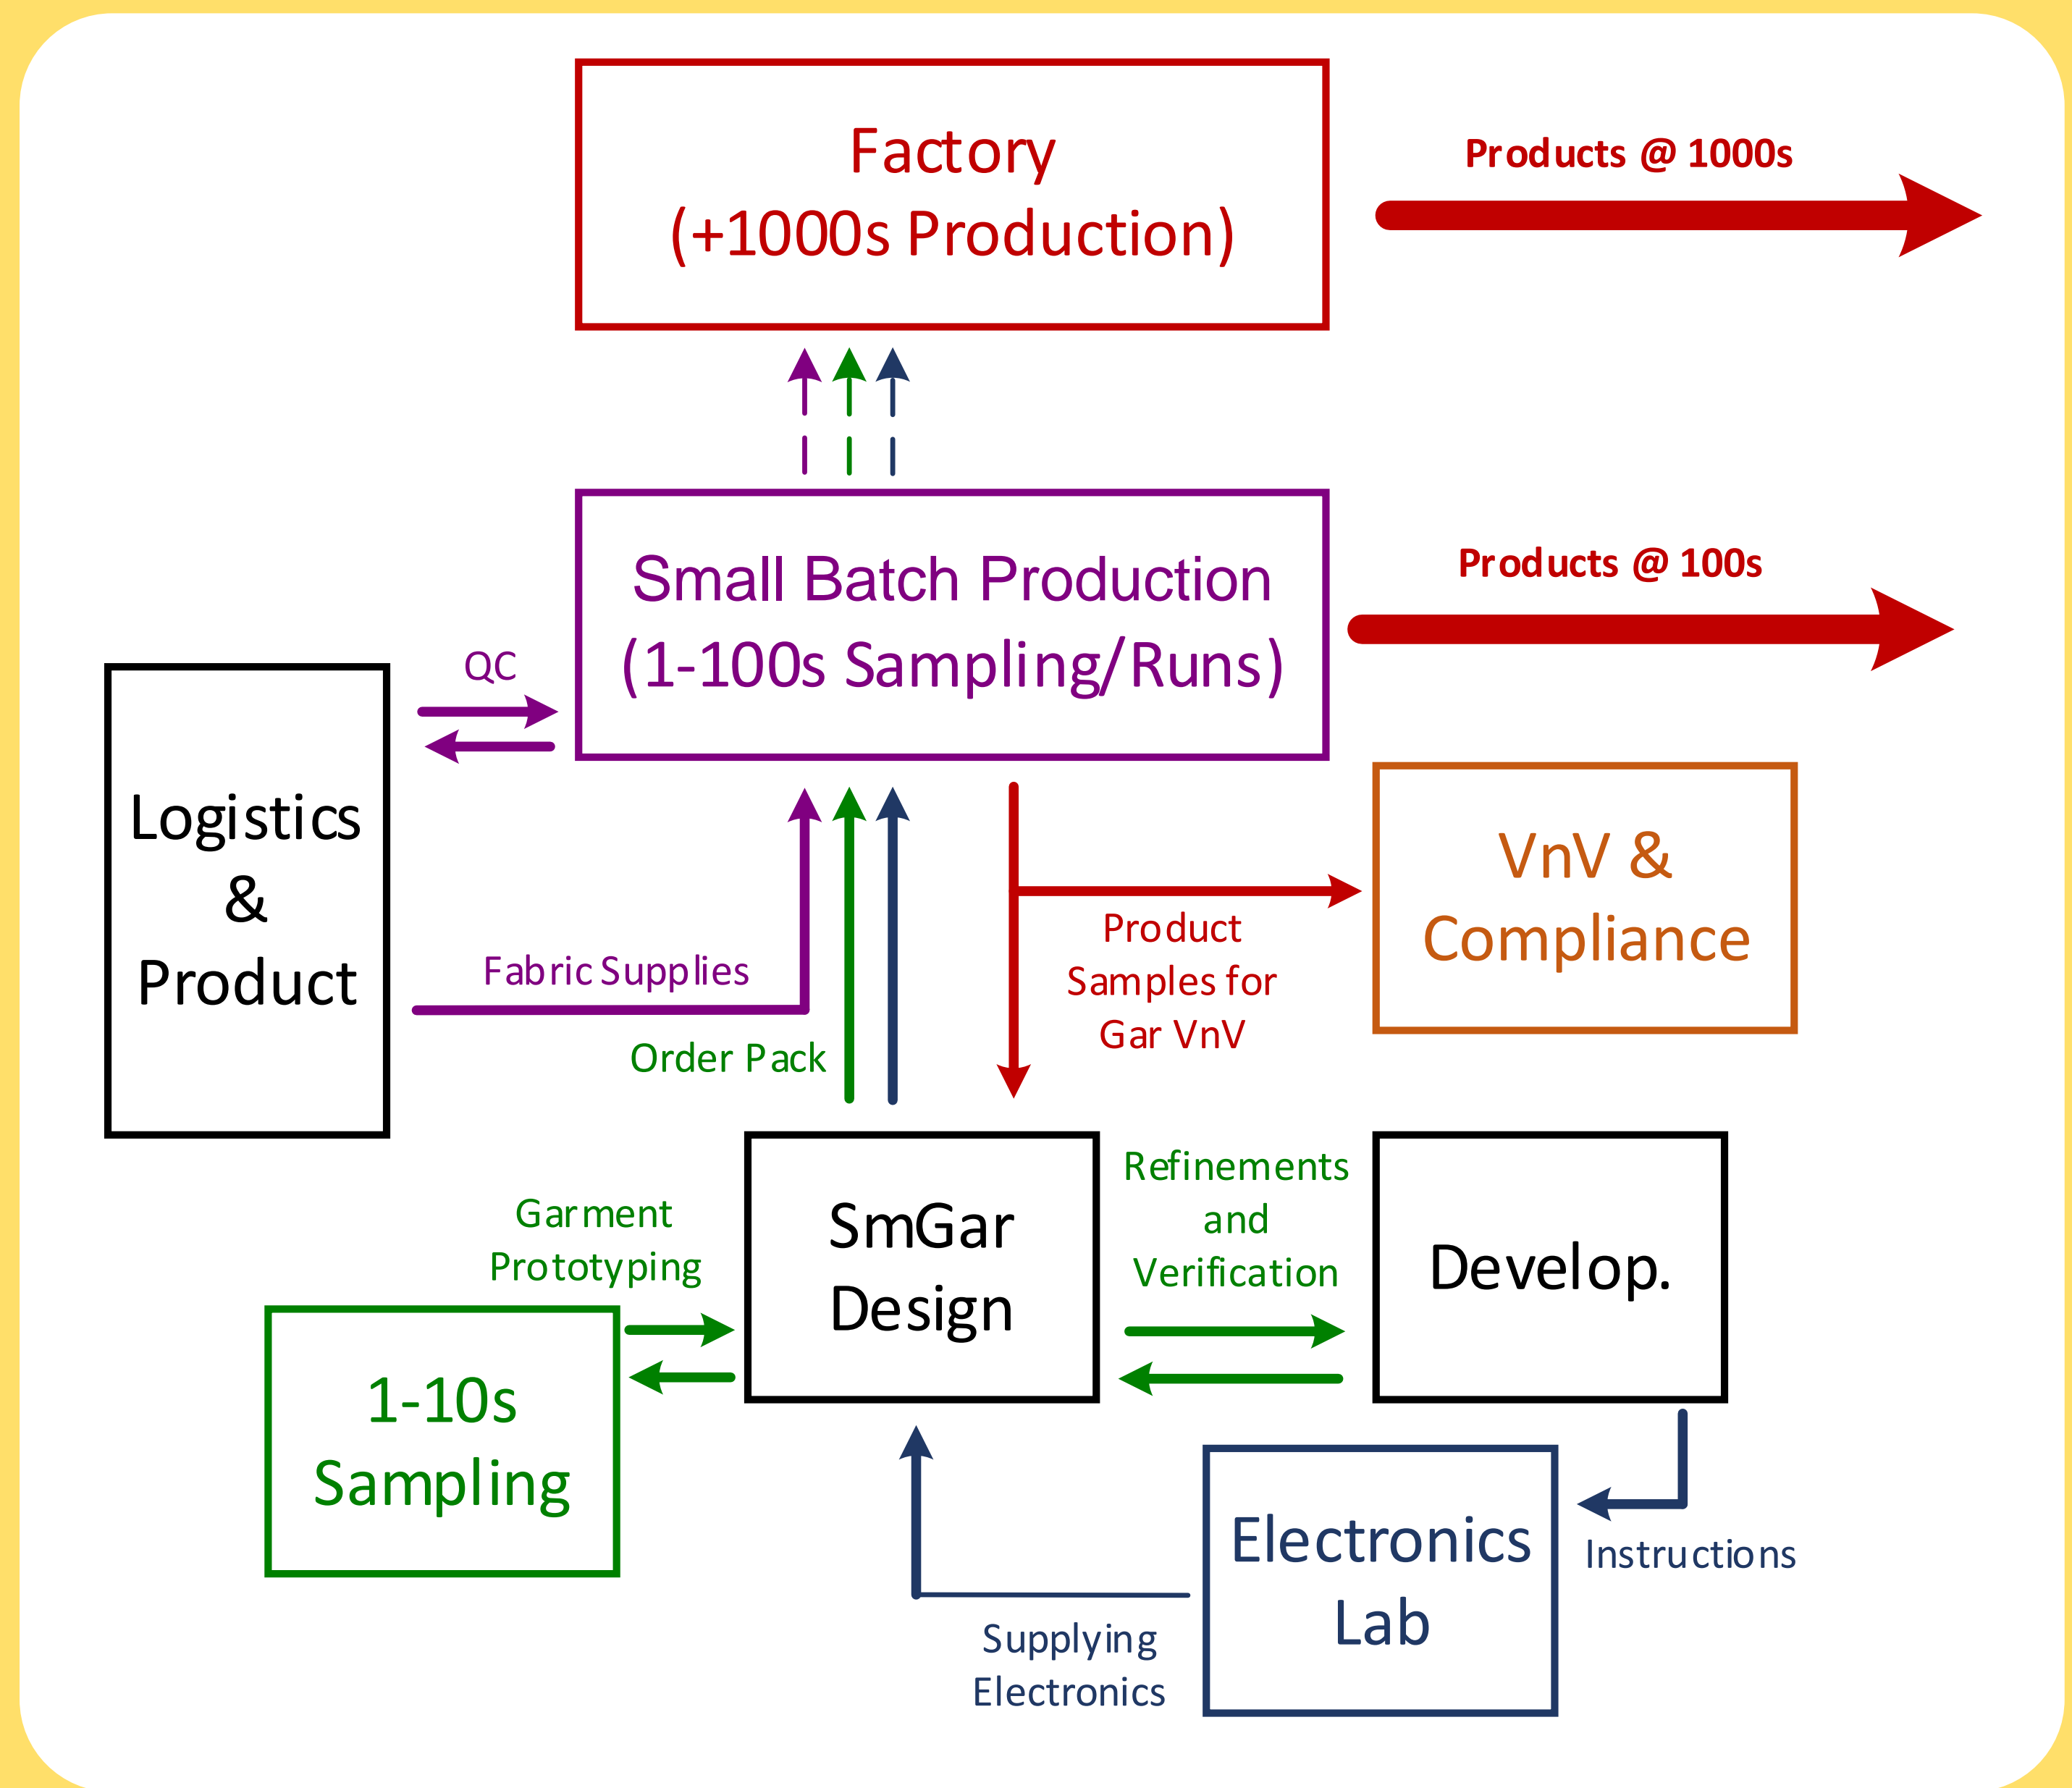 Factory
(+1000s Production)
Products @ 1000s
Small Batch Production
(1-100s Sampling/Runs)
Products @ 100s
QC
Logistics
&
Product
VnV &
Compliance
Product
Samples for
Gar VnV
Fabric Supplies
Order Pack
SmGar
Design
Refinements
and
Verification
Develop.
Garment
Prototyping
1-10s
Sampling
Electronics
Lab
Instructions
Supplying
Electronics